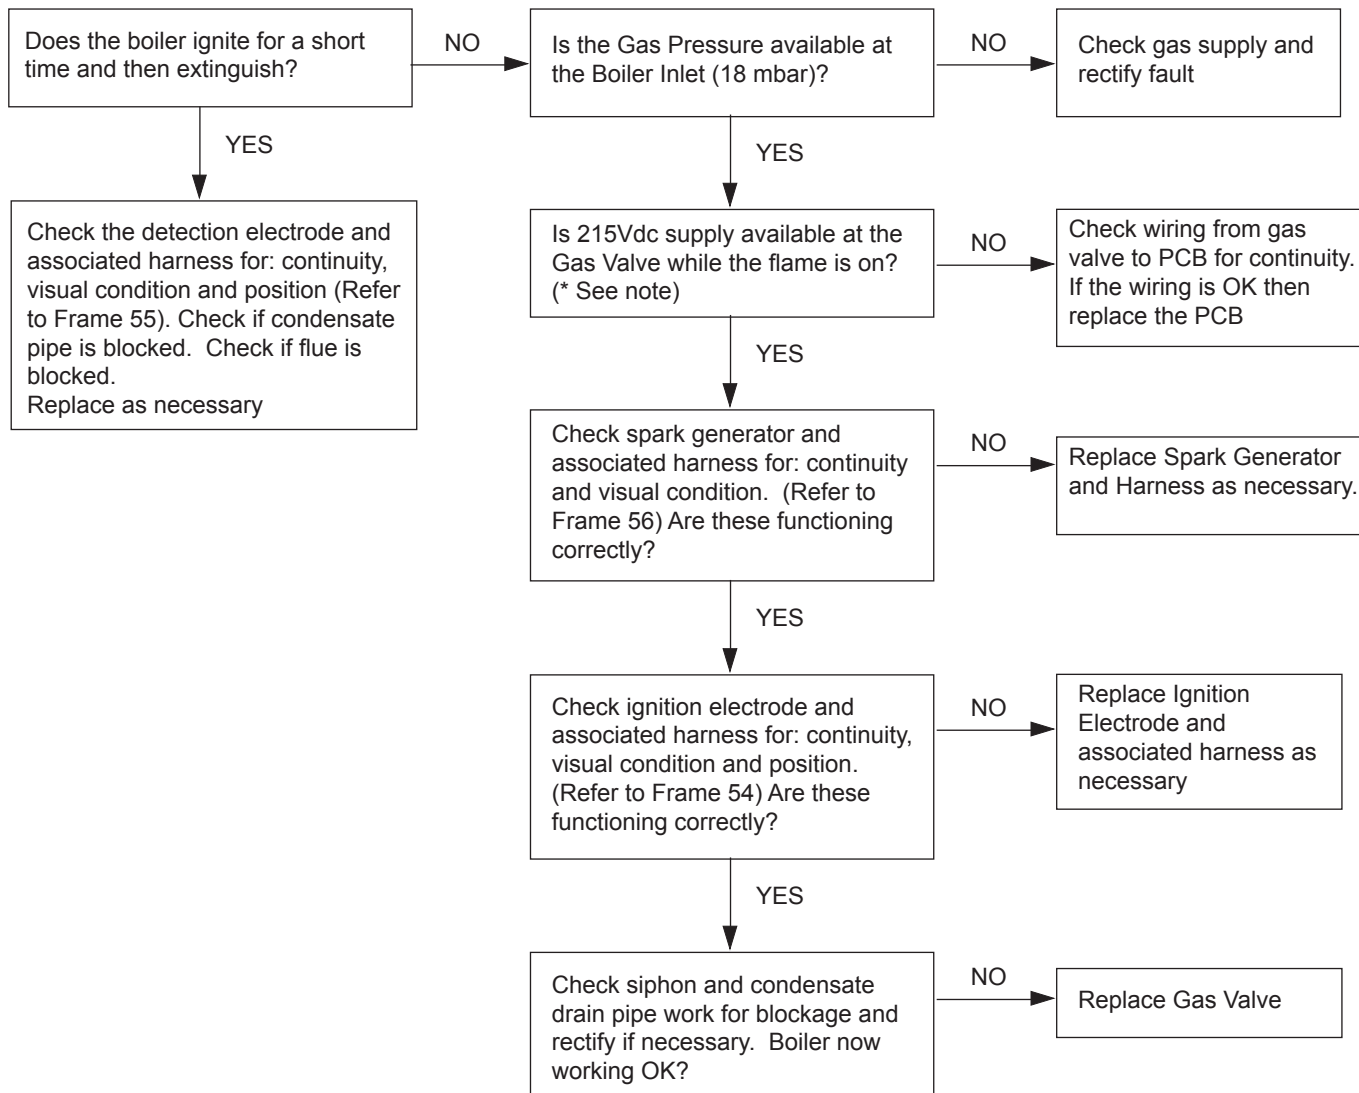 Does the boiler ignite for a short
time and then extinguish?
NO
Is the Gas Pressure available at
the Boiler Inlet (18 mbar)?
NO
Check gas supply and
rectify fault
YES
YES
Check the detection electrode and
associated harness for: continuity,
visual condition and position (Refer
to Frame 55). Check if condensate
pipe is blocked.  Check if flue is
blocked.
Replace as necessary
Is 215Vdc supply available at the
Gas Valve while the flame is on?
(* See note)
NO
Check wiring from gas
valve to PCB for continuity.
If the wiring is OK then
replace the PCB
YES
Check spark generator and
associated harness for: continuity
and visual condition.  (Refer to
Frame 56) Are these functioning
correctly?
NO
Replace Spark Generator
and Harness as necessary.
YES
Check ignition electrode and
associated harness for: continuity,
visual condition and position.
(Refer to Frame 54) Are these
functioning correctly?
NO
Replace Ignition
Electrode and
associated harness as
necessary
YES
Check siphon and condensate
drain pipe work for blockage and
rectify if necessary.  Boiler now
working OK?
NO
Replace Gas Valve